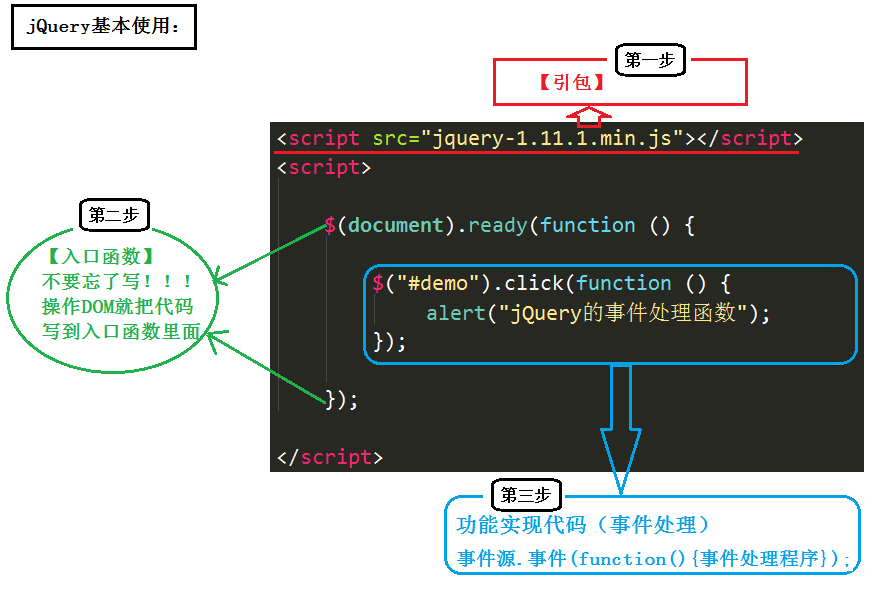 jQuery基本使用：
第一步
【引包】
<script src="jquery-1.11.1.min.js"></script>
<script>
第二步
$(document).ready(function () {
【入口函数】
不要忘了写！！！
操作DOM就把代码
写到入口函数里面
$("#demo").click(function () {
alert("jQuery的事件处理函数");
});
});
</script>
第三步
功能实现代码（事件处理）
事件源.事件(function(){事件处理程序});